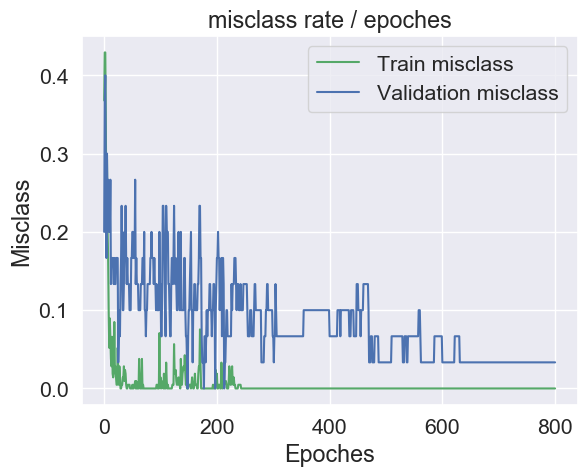 misclass rate / epoches
Train misclass
Validation misclass
Misclass
0.4
0.3
0.2
0.1
0.0
0
200
400
600
800
Epoches